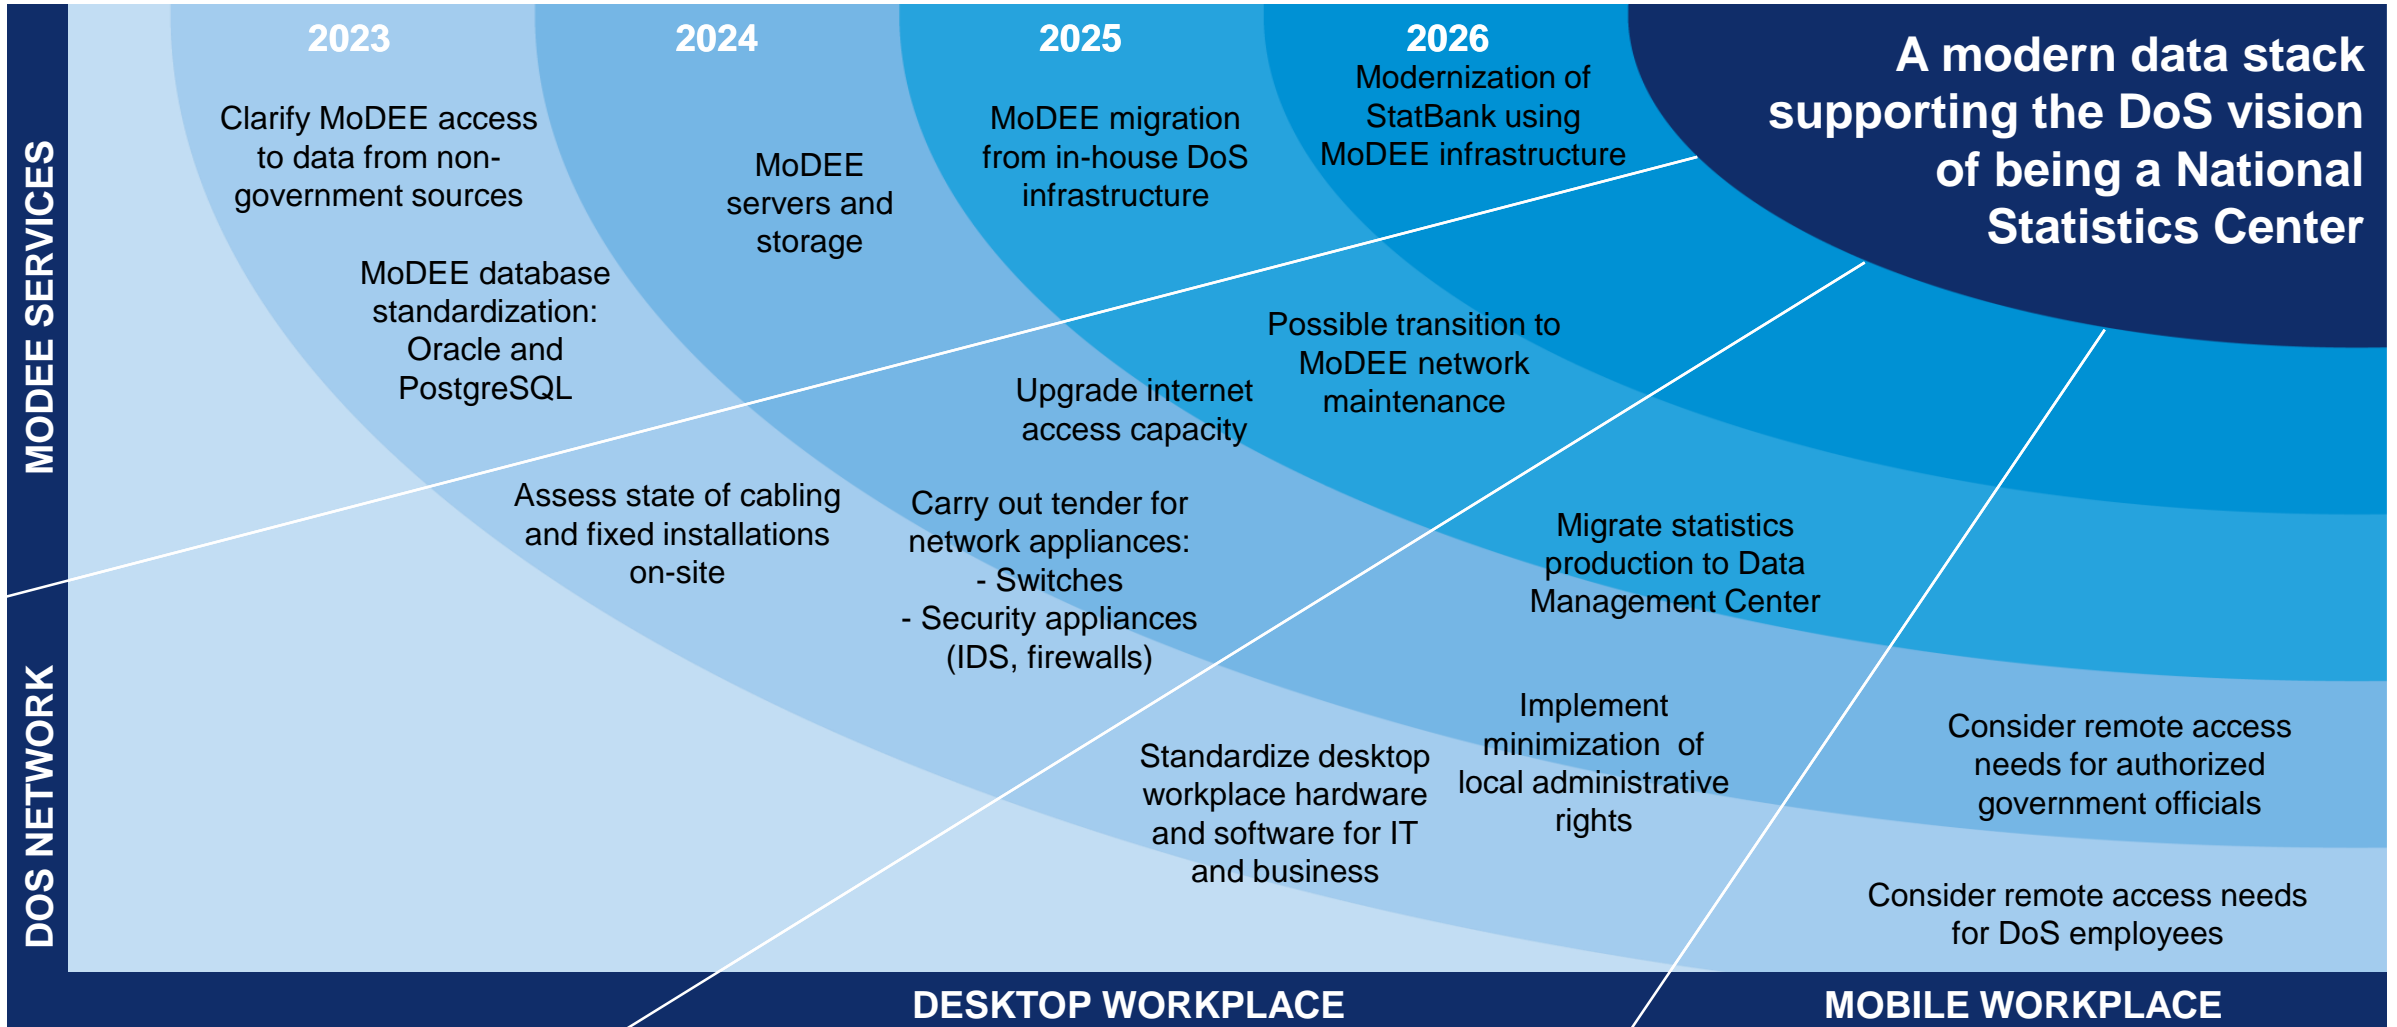 2023
2024
2025
2026
A modern data stack
supporting the DoS vision
of being a National
Statistics Center
MODEE SERVICES
Clarify MoDEE access
to data from non-
government sources
MoDEE database
standardization:
Oracle and
PostgreSQL
MoDEE
servers and
storage
MoDEE migration
from in-house DoS
infrastructure
Modernization of
StatBank using
MoDEE infrastructure
DOS NETWORK
Assess state of cabling
and fixed installations
on-site
Upgrade internet
access capacity
Carry out tender for
network appliances:
- Switches
- Security appliances
(IDS, firewalls)
Possible transition to
MoDEE network
maintenance
Standardize desktop
workplace hardware
and software for IT
and business
Implement
minimization  of
local administrative
rights
Migrate statistics
production to Data
Management Center
DESKTOP WORKPLACE
Consider remote access
needs for authorized
government officials
Consider remote access needs
for DoS employees
MOBILE WORKPLACE